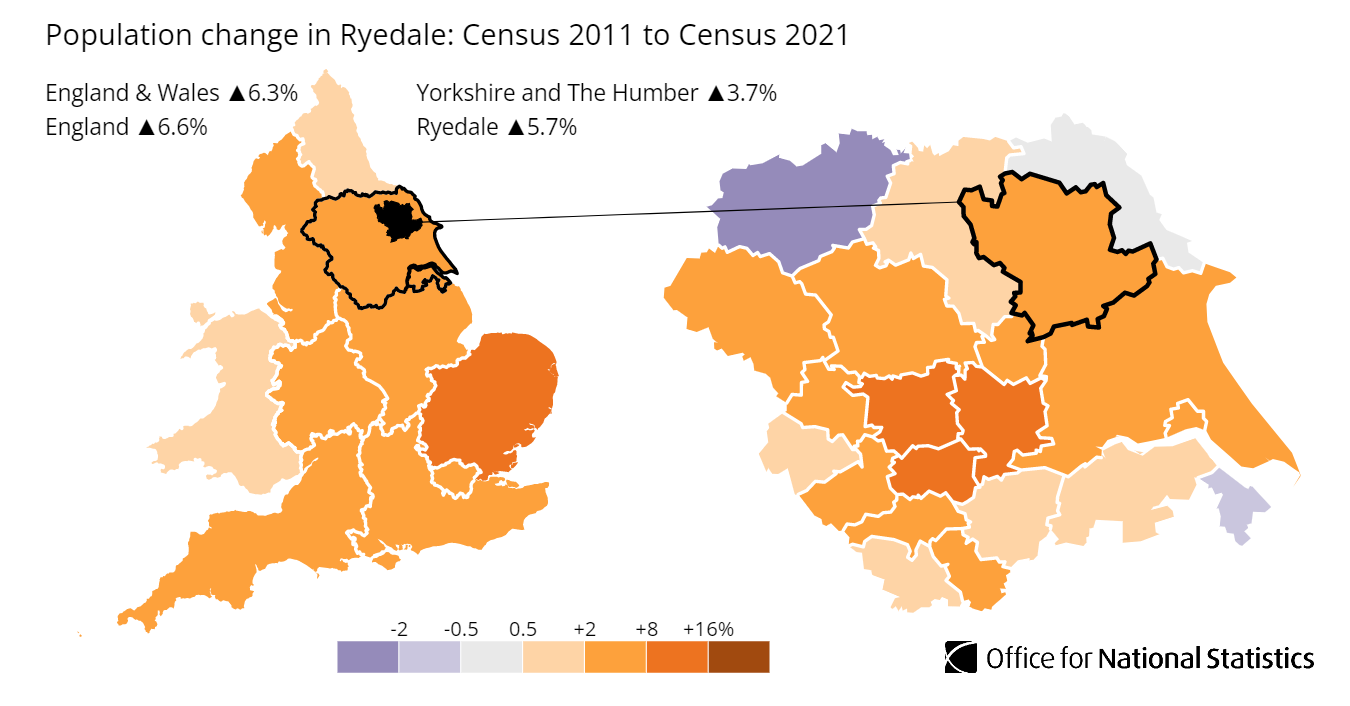 Population change in Ryedale: Census 2011 to Census 2021
England & Wales ▲6.3%
England ▲6.6%
Yorkshire and The Humber ▲3.7%
Ryedale ▲5.7%
-2 -0.5 0.5 +2 +8 +16%
Office for National Statistics